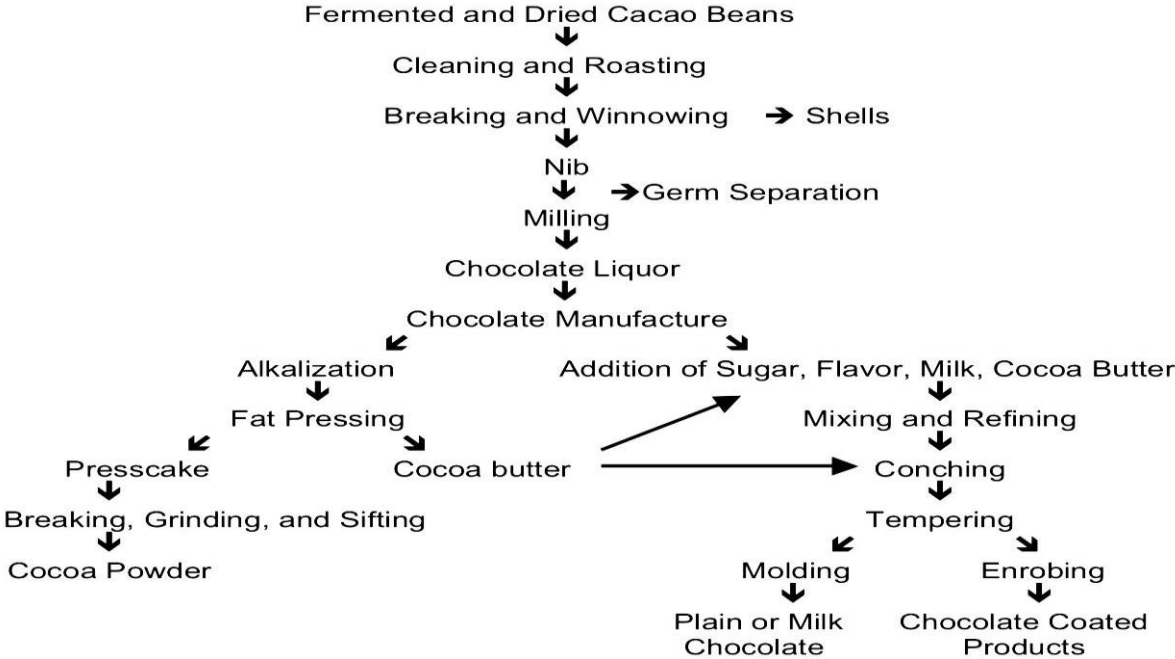 Fermented and Dried Cacao Beans
Cleaning and Roasting
Breaking and Winnowing
Shells
Nib
Germ Separation
Milling
Chocolate Liquor
Chocolate Manufacture
Alkalization
Addition of Sugar, Flavor, Milk, Cocoa Butter
Fat Pressing
Mixing and Refining
Presscake
Cocoa butter
Conching
Breaking, Grinding, and Sifting
Tempering
Cocoa Powder
Molding
Enrobing
Plain or Milk
Chocolate
Chocolate Coated
Products